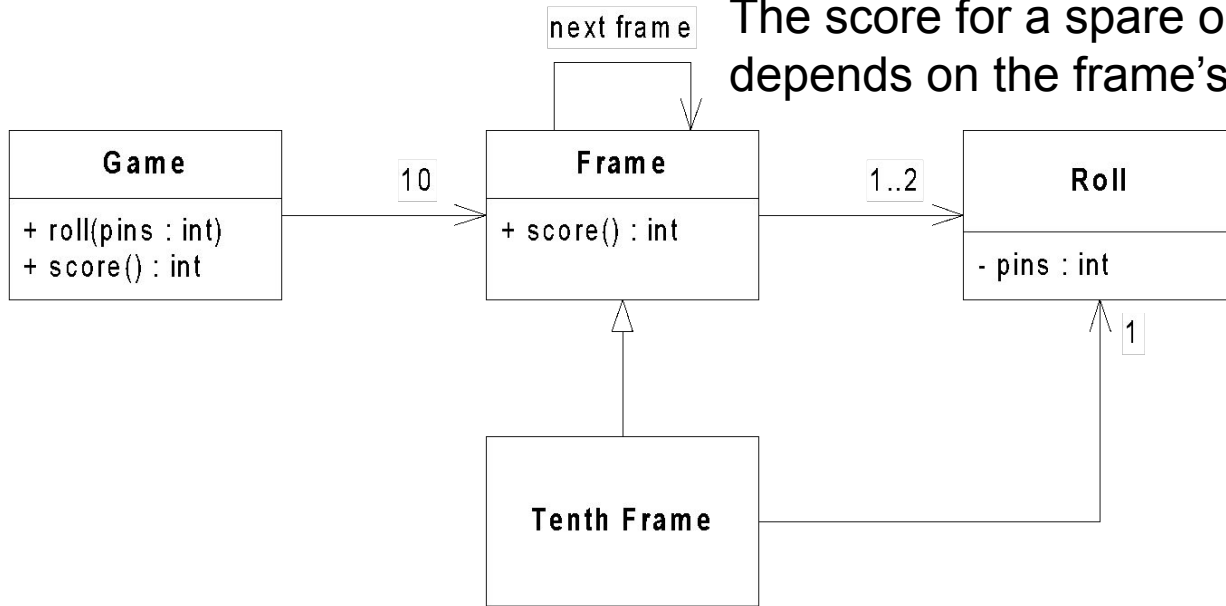 The score for a spare o
depends on the frame's
next frame
Game
+ roll(pins : int)
+ score() : int
10
Frame
+ score() : int
1..2
Roll
- pins : int
1
Tenth Frame